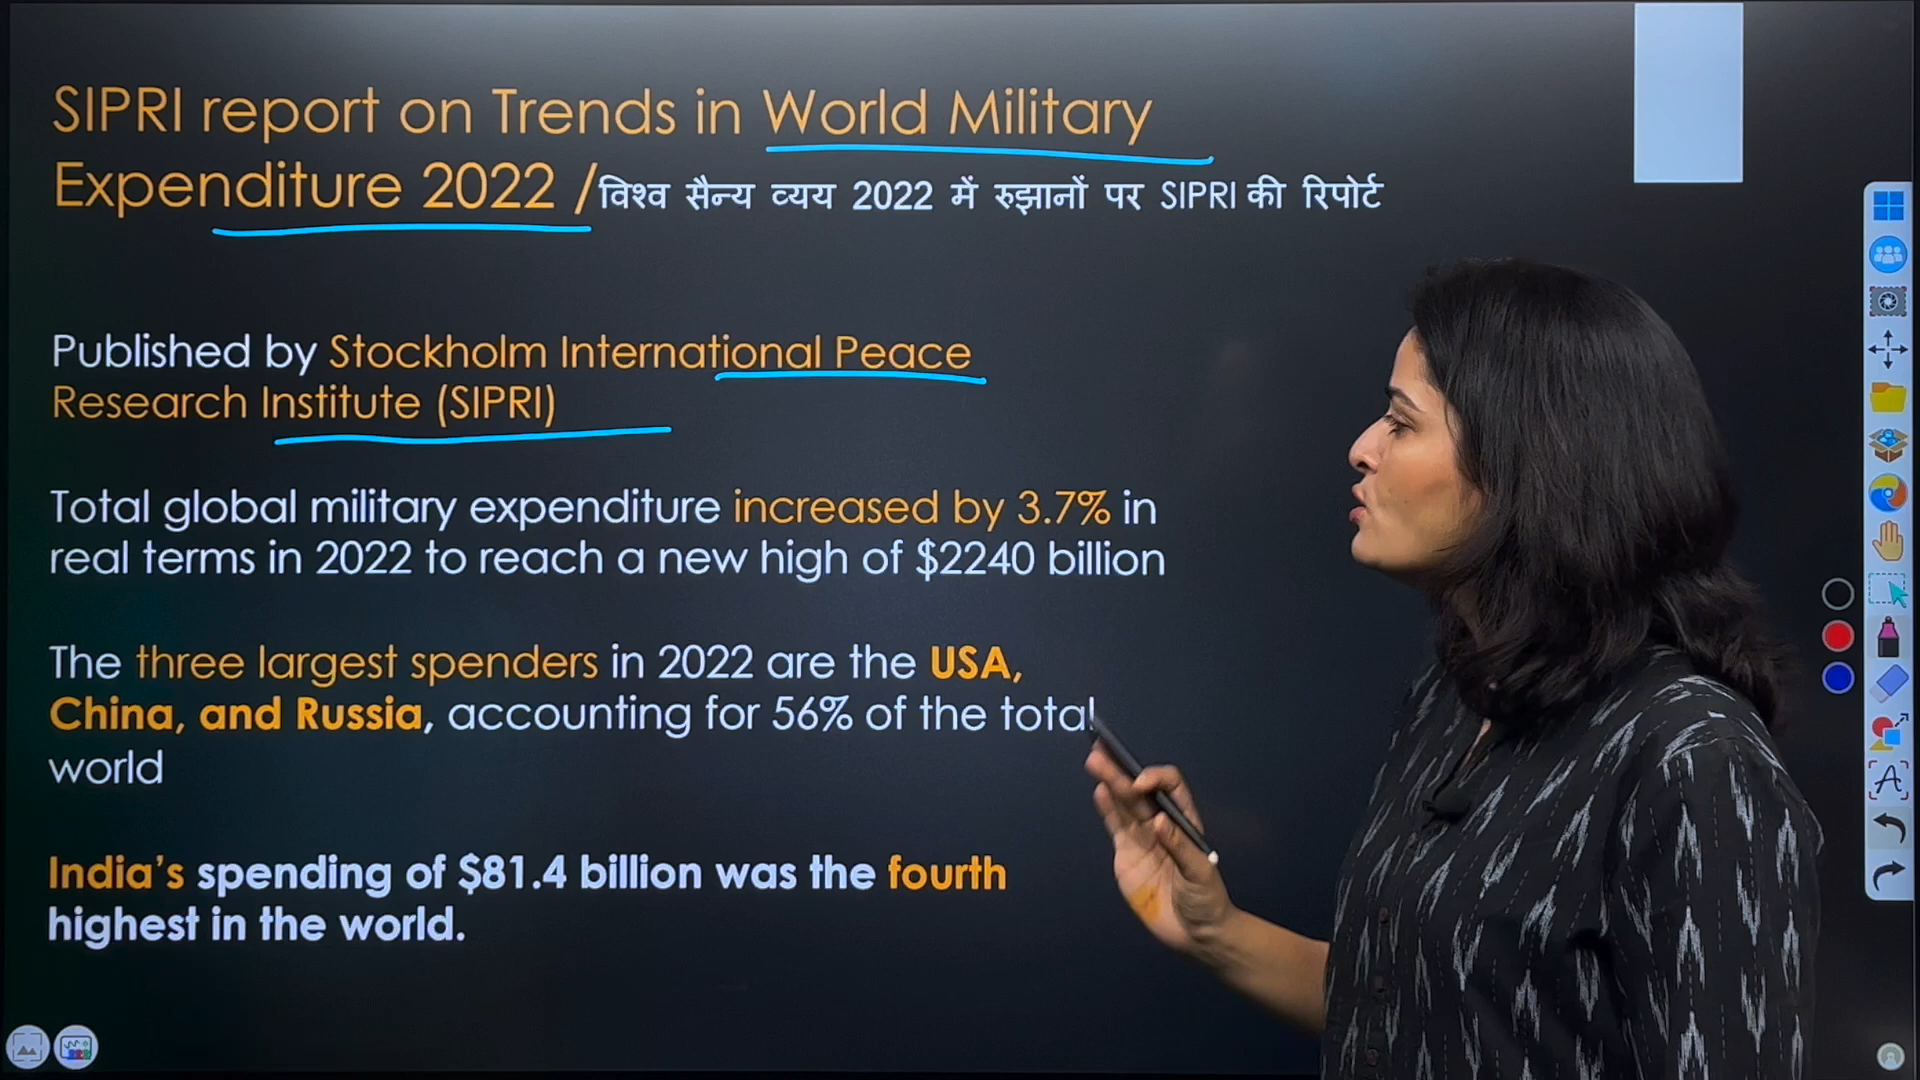 SIPRI report on Trends in World Military
Expenditure 2022 /विश्व सैन्य व्यय 2022 में रुझानों पर SIPRI की रिपोर्ट
Published by Stockholm International Peace
Research Institute (SIPRI)
Total global military expenditure increased by 3.7% in
real terms in 2022 to reach a new high of $2240 billion
The three largest spenders in 2022 are the USA,
China, and Russia, accounting for 56% of the total
world
India's spending of $81.4 billion was the fourth
highest in the world.